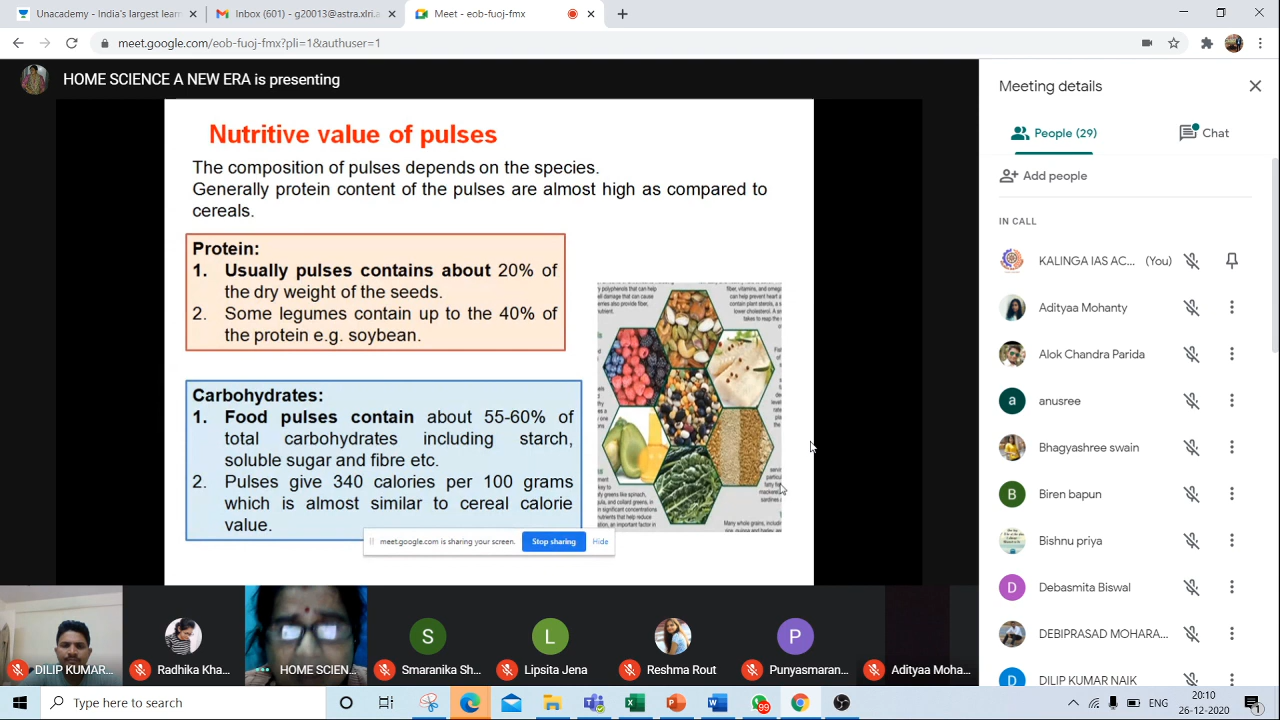 Unacademy - India's largest learn
Inbox (601) - g20013@astra.xlri.a
Meet - eob-fuoj-fmx
meet.google.com/eob-fuoj-fmx?pli=1&authuser=1
HOME SCIENCE A NEW ERA is presenting
Nutritive value of pulses
The composition of pulses depends on the species.
Generally protein content of the pulses are almost high as compared to
cereals.
Protein:
1. Usually pulses contains about 20% of
the dry weight of the seeds.
2. Some legumes contain up to the 40% of
the protein e.g. soybean.
Carbohydrates:
1. Food pulses contain about 55-60% of
total carbohydrates including starch,
soluble sugar and fibre etc.
2. Pulses give 340 calories per 100 grams
which is almost similar to cereal calorie
value.
meet.google.com is sharing your screen.
Stop sharing
Hide
DILIP KUMAR...
Radhika Kha...
HOME SCIEN...
Smaranika Sh...
Lipsita Jena
Reshma Rout
Punyasmaran...
Adityaa Moha...
Meeting details
People (29)
Chat
Add people
IN CALL
KALINGA IAS AC... (You)
Adityaa Mohanty
Alok Chandra Parida
anusree
Bhagyashree swain
Biren papun
Bishnu priya
Debasmita Biswal
DEBIPRASAD MOHARA...
DILIP KUMAR NAIK
Type here to search
99
ENG
20:10
26-12-2020